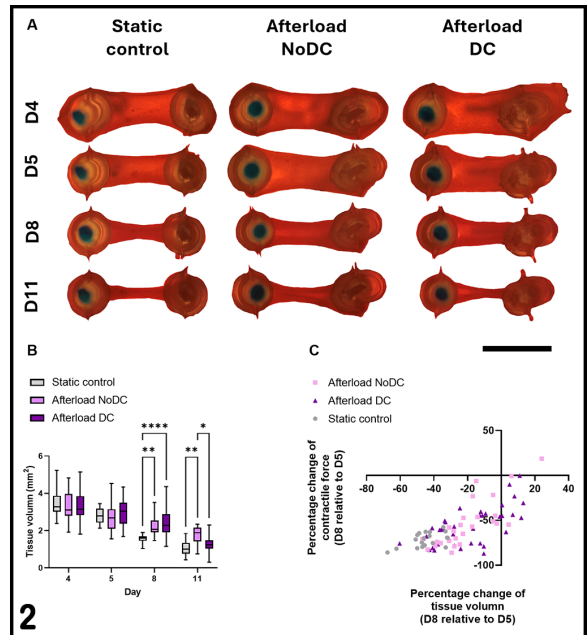 A
Static control
Afterload NoDC
Afterload DC
D4
D5
D8
D11
B
Static control
Afterload NoDC
Afterload DC
****
**
**
*
Tissue volumn (mm²)
6
4
2
0
4
5
8
11
Day
C
Afterload NoDC
Afterload DC
Static control
Percentage change of
contractile force
(D8 relative to D5)
50
-80
-60
-40
-20
20
40
-50
-100
Percentage change of
tissue volumn
(D8 relative to D5)
2